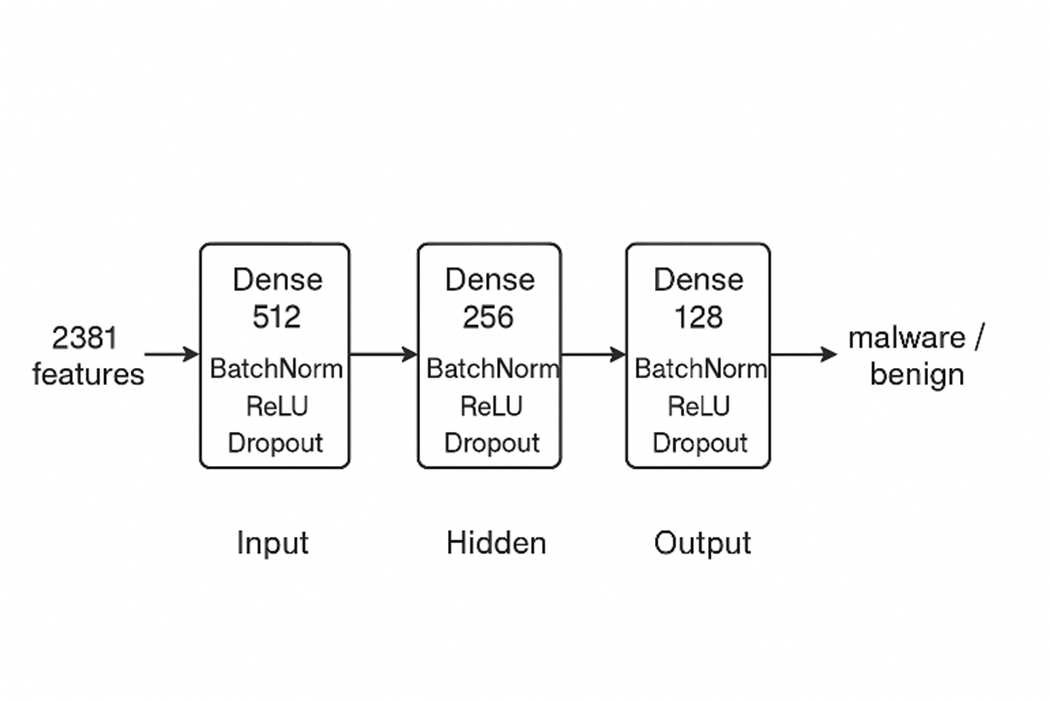 2381
features
Dense
512
BatchNorm
ReLU
Dropout
Input
Dense
256
BatchNorm
ReLU
Dropout
Hidden
Dense
128
BatchNorm
ReLU
Dropout
Output
malware /
benign